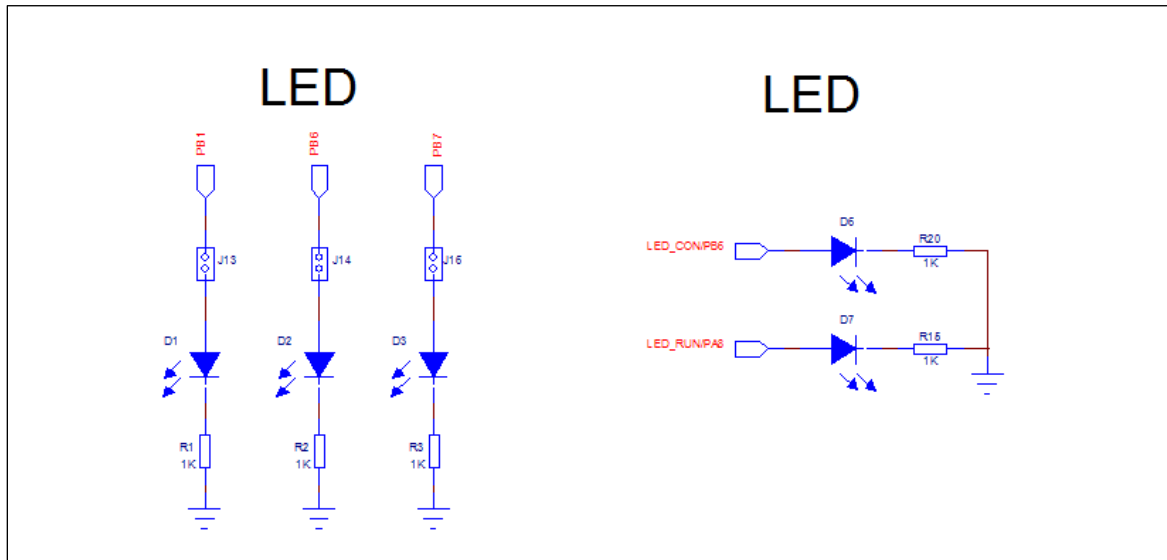 LED
PB1
PB6
PB7
J13
J14
J16
D1
D2
D3
R1
1K
R2
1K
R3
1K
LED
D6
LED_CON/PB6
R20
1K
D7
LED_RUN/PA8
R15
1K